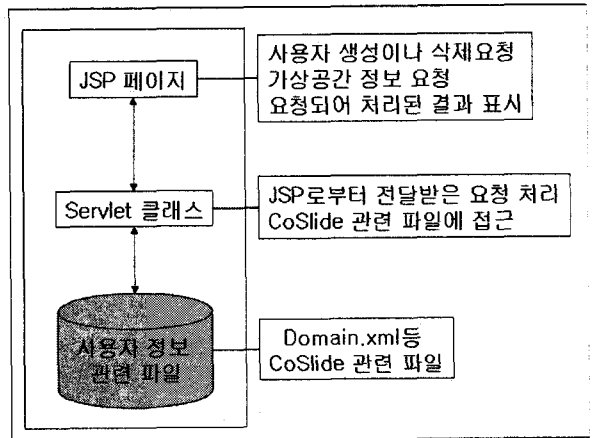 JSP 페이지
사용자 생성이나 삭제요청
가상공간 정보 요청
요청되어 처리된 결과 표시
Servlet 클래스
JSP로부터 전달받은 요청 처리
CoSlide 관련 파일에 접근
사용자 정보
관련 파일
Domain.xml등
CoSlide 관련 파일